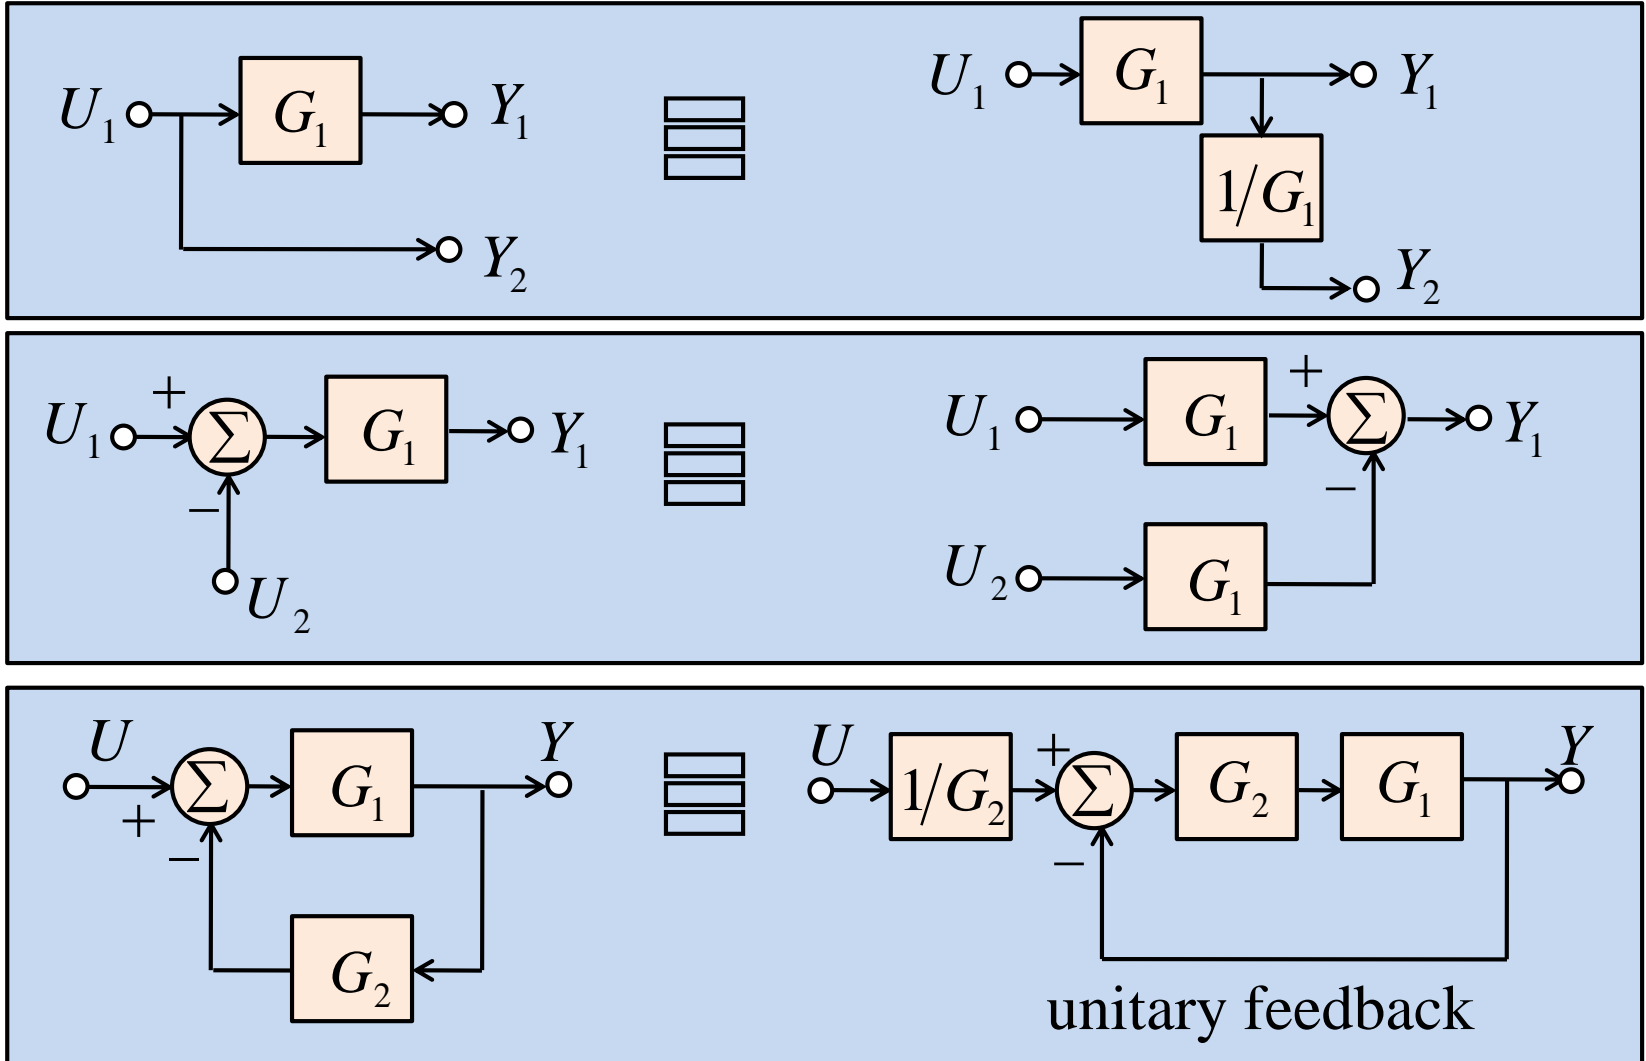 U₁ G₁ Y₁
Y₂
U₁ G₁ Y₁
1/G₁
Y₂
+
U₁ Σ G₁ Y₁
−
U₂
+
U₁ G₁ Σ Y₁
−
U₂ G₁
U Σ G₁ Y
+
−
G₂
+
U 1/G₂ Σ G₂ G₁ Y
−
unitary feedback